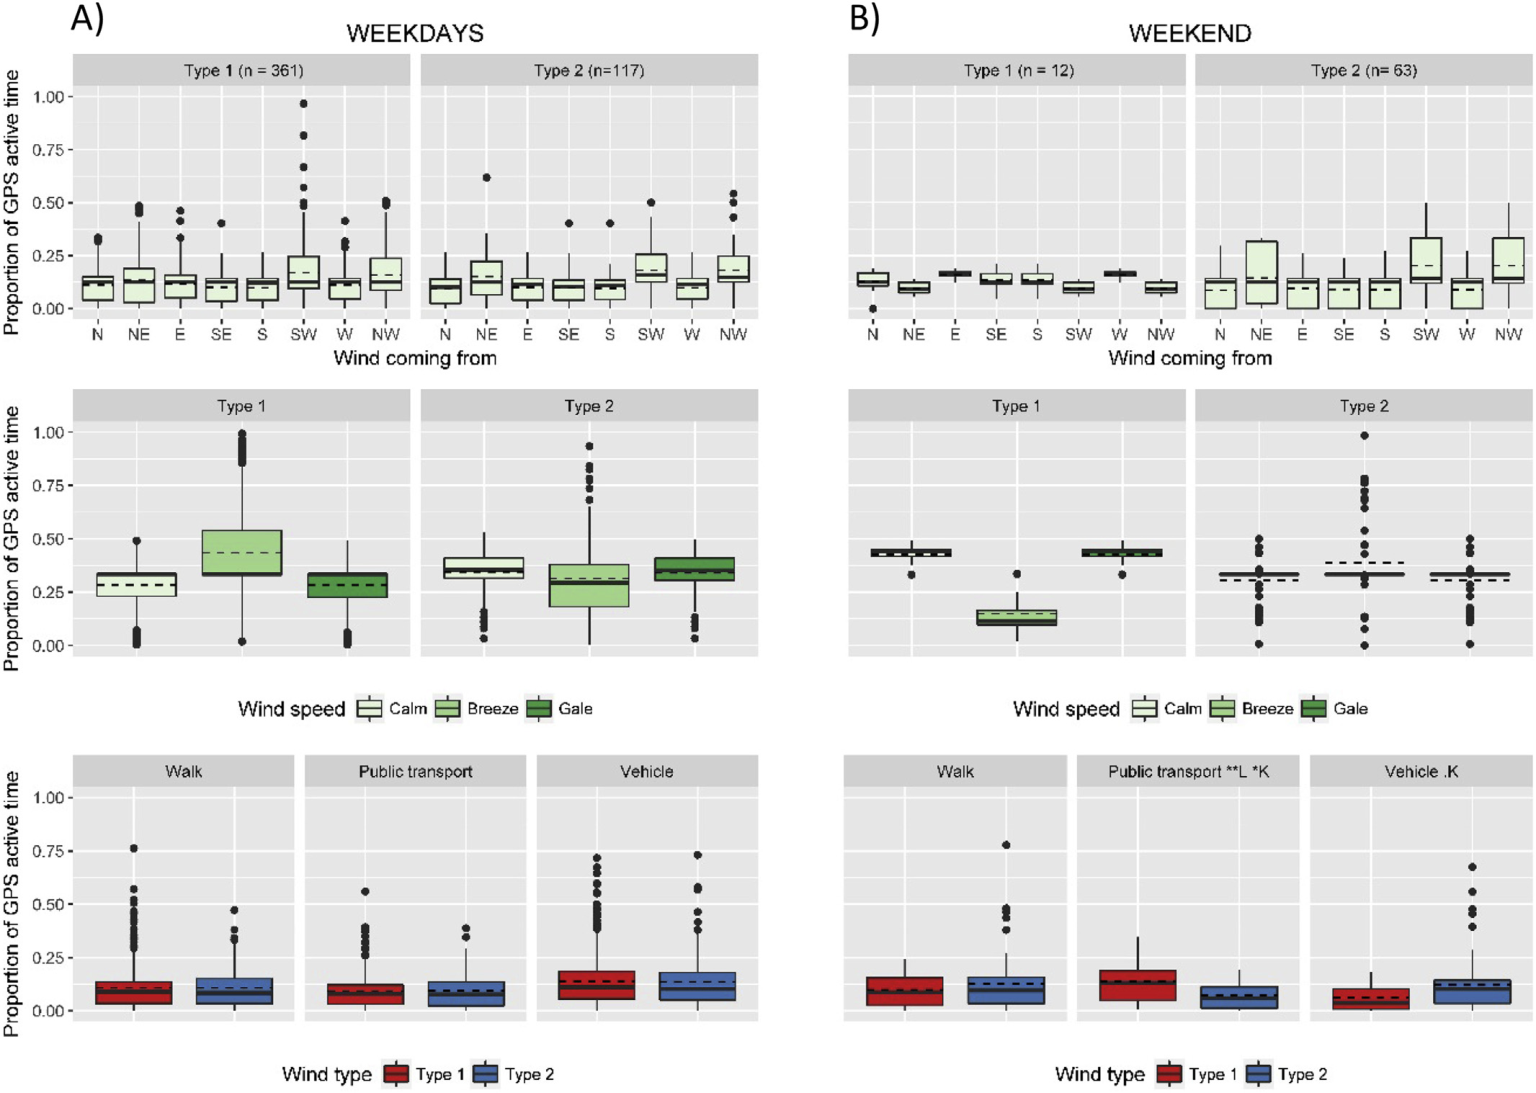 A)
WEEKDAYS
Type 1 (n = 361)
Type 2 (n=117)
Proportion of GPS active time
1.00
0.75
0.50
0.25
0.00
N NE E SE S SW W NW
N NE E SE S SW W NW
Wind coming from
Type 1
Type 2
Proportion of GPS active time
1.00
0.75
0.50
0.25
0.00
Wind speed Calm Breeze Gale
Walk
Public transport
Vehicle
Proportion of GPS active time
1.00
0.75
0.50
0.25
0.00
Wind type Type 1 Type 2
B)
WEEKEND
Type 1 (n = 12)
Type 2 (n= 63)
N NE E SE S SW W NW
N NE E SE S SW W NW
Wind coming from
Type 1
Type 2
Wind speed Calm Breeze Gale
Walk
Public transport **L *K
Vehicle .K
Wind type Type 1 Type 2